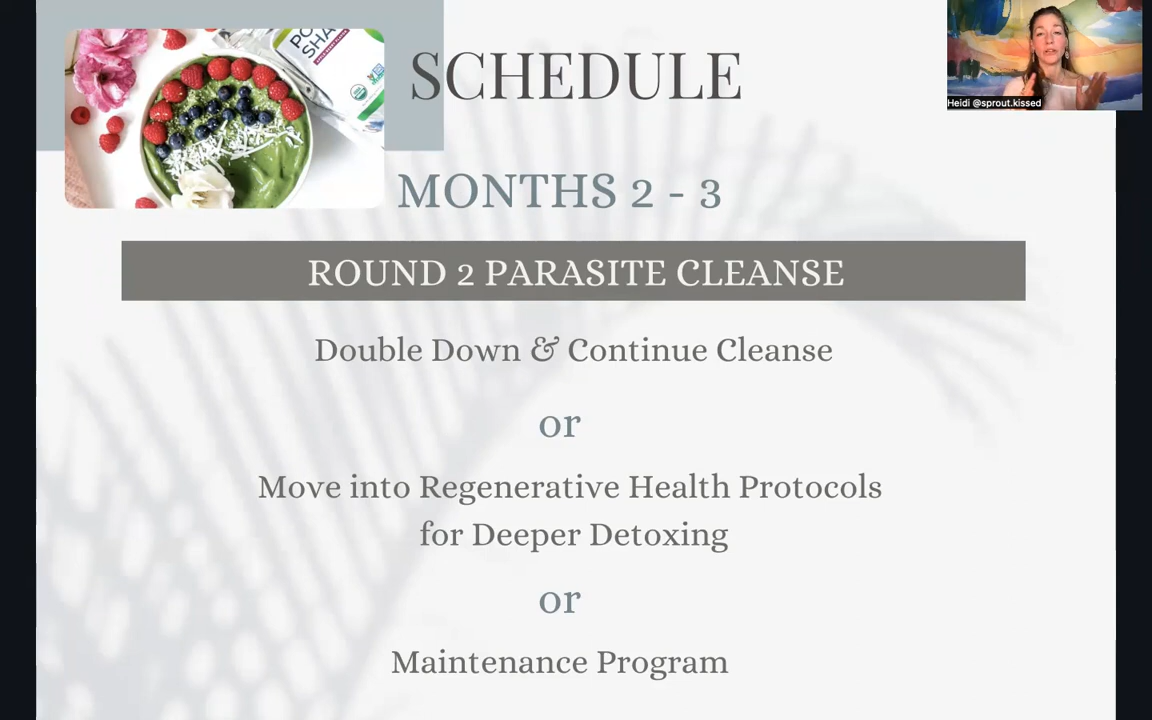 SCHEDULE
Heidi @sprout.kissed
MONTHS 2 - 3
ROUND 2 PARASITE CLEANSE
Double Down & Continue Cleanse
or
Move into Regenerative Health Protocols
for Deeper Detoxing
or
Maintenance Program